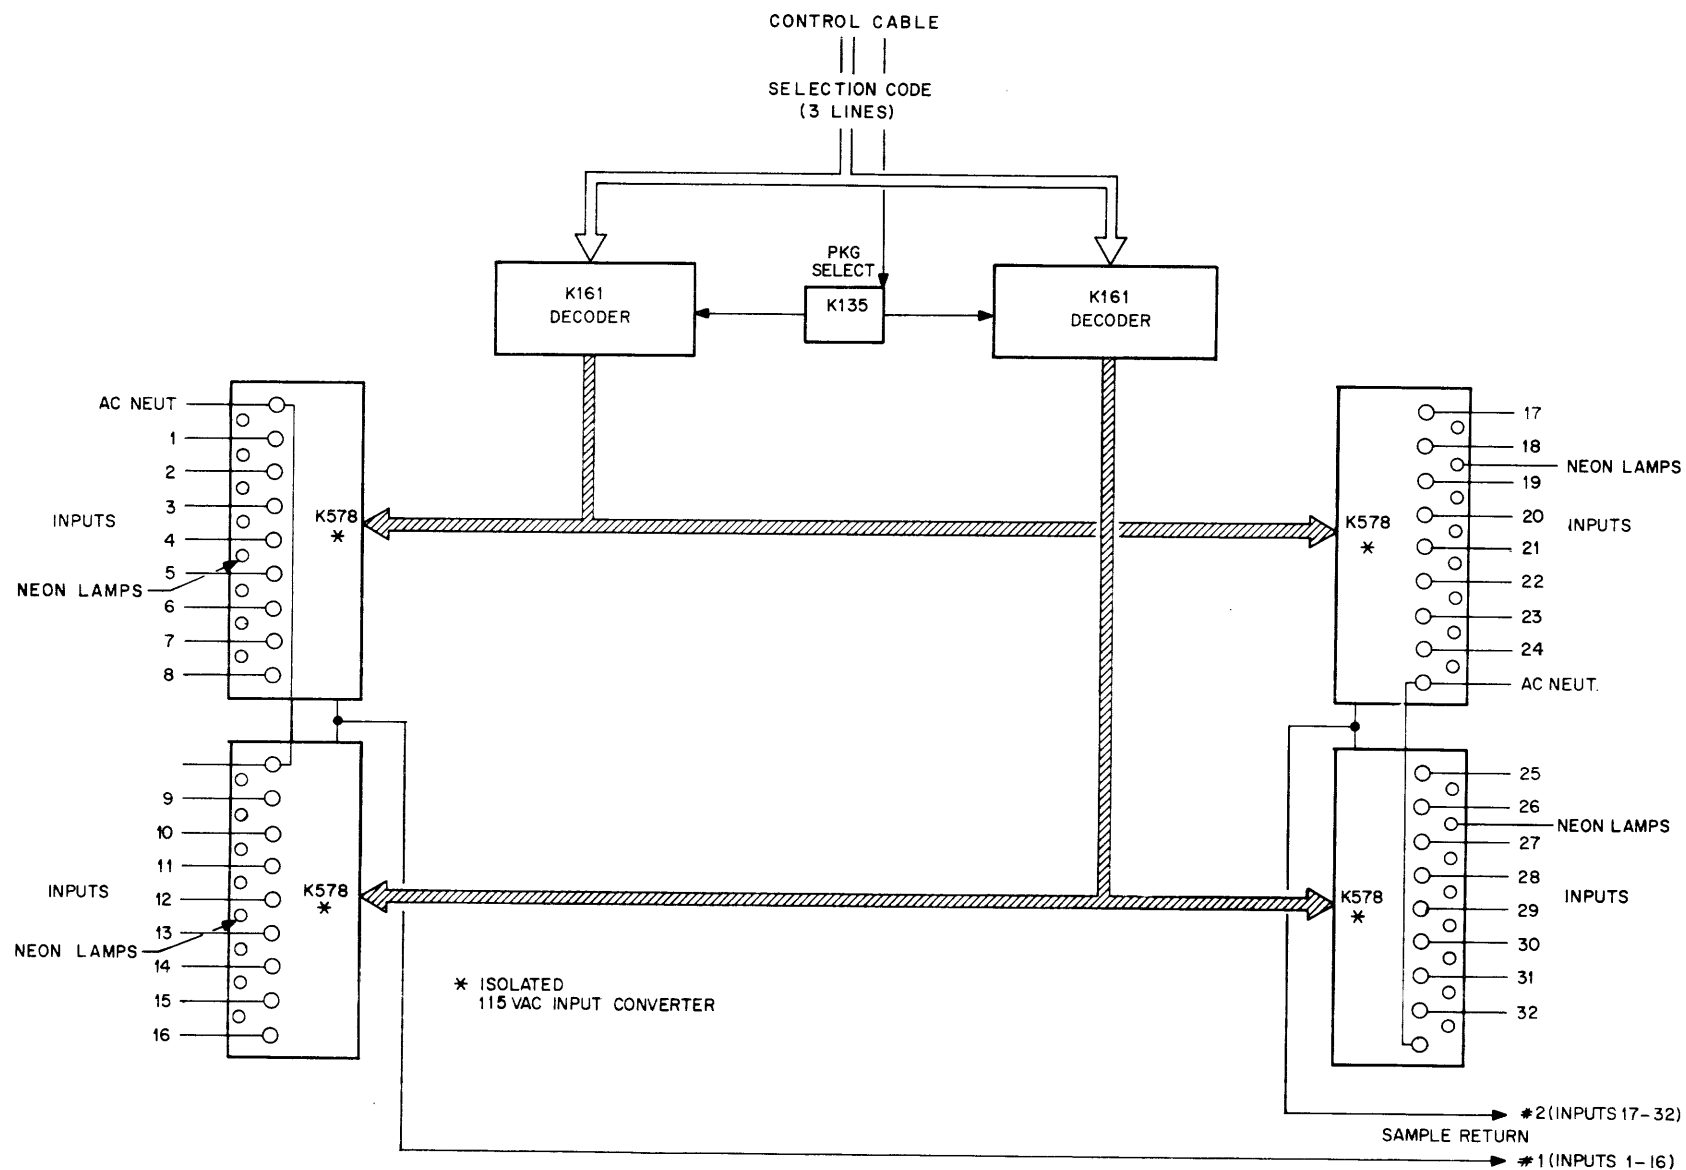 CONTROL CABLE
SELECTION CODE
(3 LINES)
PKG
SELECT
K161
DECODER
K135
K161
DECODER
AC NEUT
1
2
3
4
5
6
7
8
INPUTS
NEON LAMPS
K578
*
17
18
19
20
21
22
23
24
AC NEUT.
NEON LAMPS
INPUTS
K578
*
9
10
11
12
13
14
15
16
INPUTS
NEON LAMPS
K578
*
25
26
27
28
29
30
31
32
NEON LAMPS
INPUTS
K578
*
* ISOLATED
115 VAC INPUT CONVERTER
#2 (INPUTS 17-32)
SAMPLE RETURN
#1 (INPUTS 1-16)